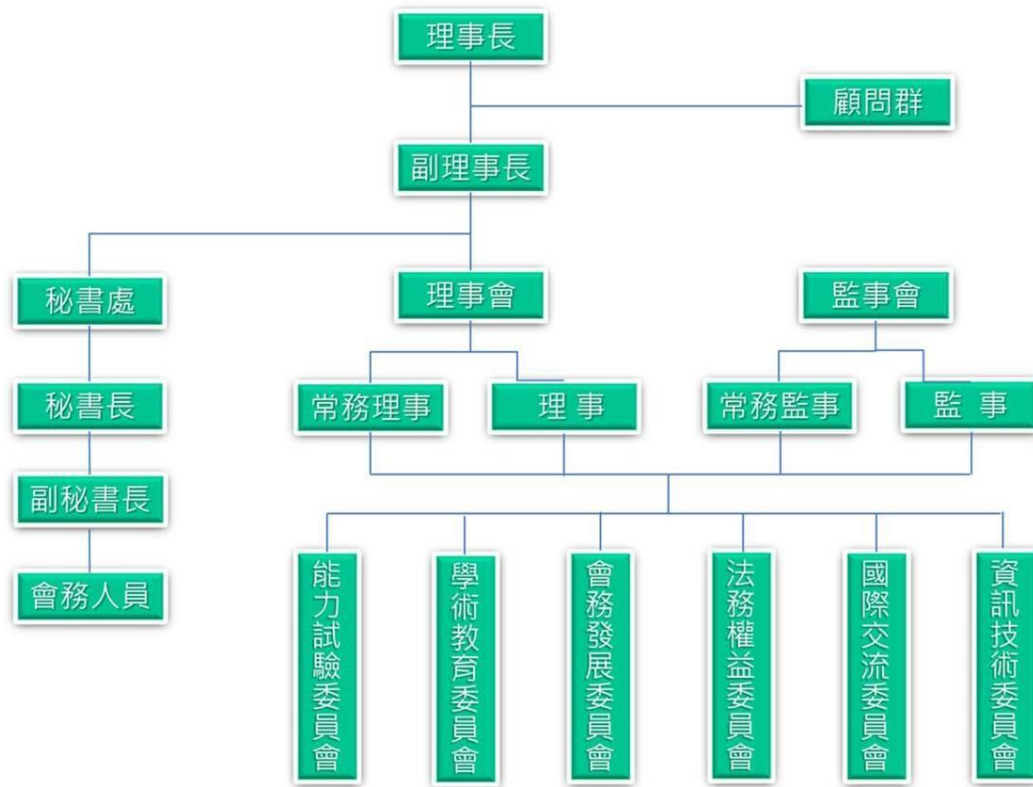 理事長
顧問群
副理事長
秘書處
理事會
監事會
秘書長
常務理事
理 事
常務監事
監 事
副秘書長
會務人員
能力試驗委員會
學術教育委員會
會務發展委員會
法務權益委員會
國際交流委員會
資訊技術委員會